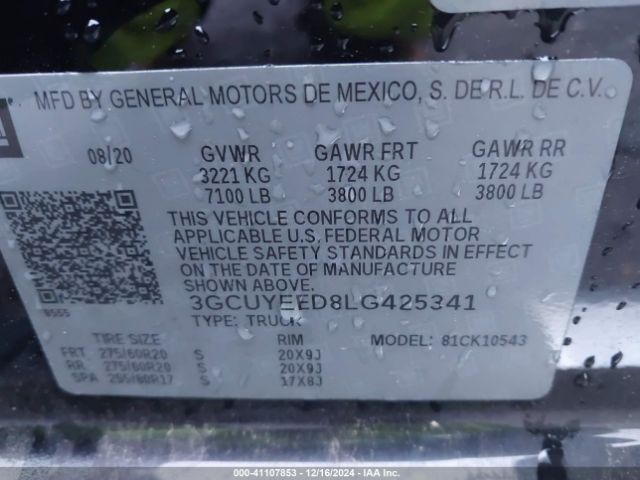 MFD BY GENERAL MOTORS DE MEXICO, S. DE R.L. DE C.V.
08/20 GVWR GAWR FRT GAWR RR
3221 KG 1724 KG 1724 KG
7100 LB 3800 LB 3800 LB
THIS VEHICLE CONFORMS TO ALL
APPLICABLE U.S. FEDERAL MOTOR
VEHICLE SAFETY STANDARDS IN EFFECT
ON THE DATE OF MANUFACTURE
SHOWN ABOVE.
3GCUYEED8LG425341
TYPE: TRUCK
TIRE SIZE RIM 81CK10543
FRT 275/60R20 S 20X9J
RR 275/60R20 S 20X9J
SPA 255/80R17 S 17X8J
000-41107853 - 12/16/2024 - IAA Inc.